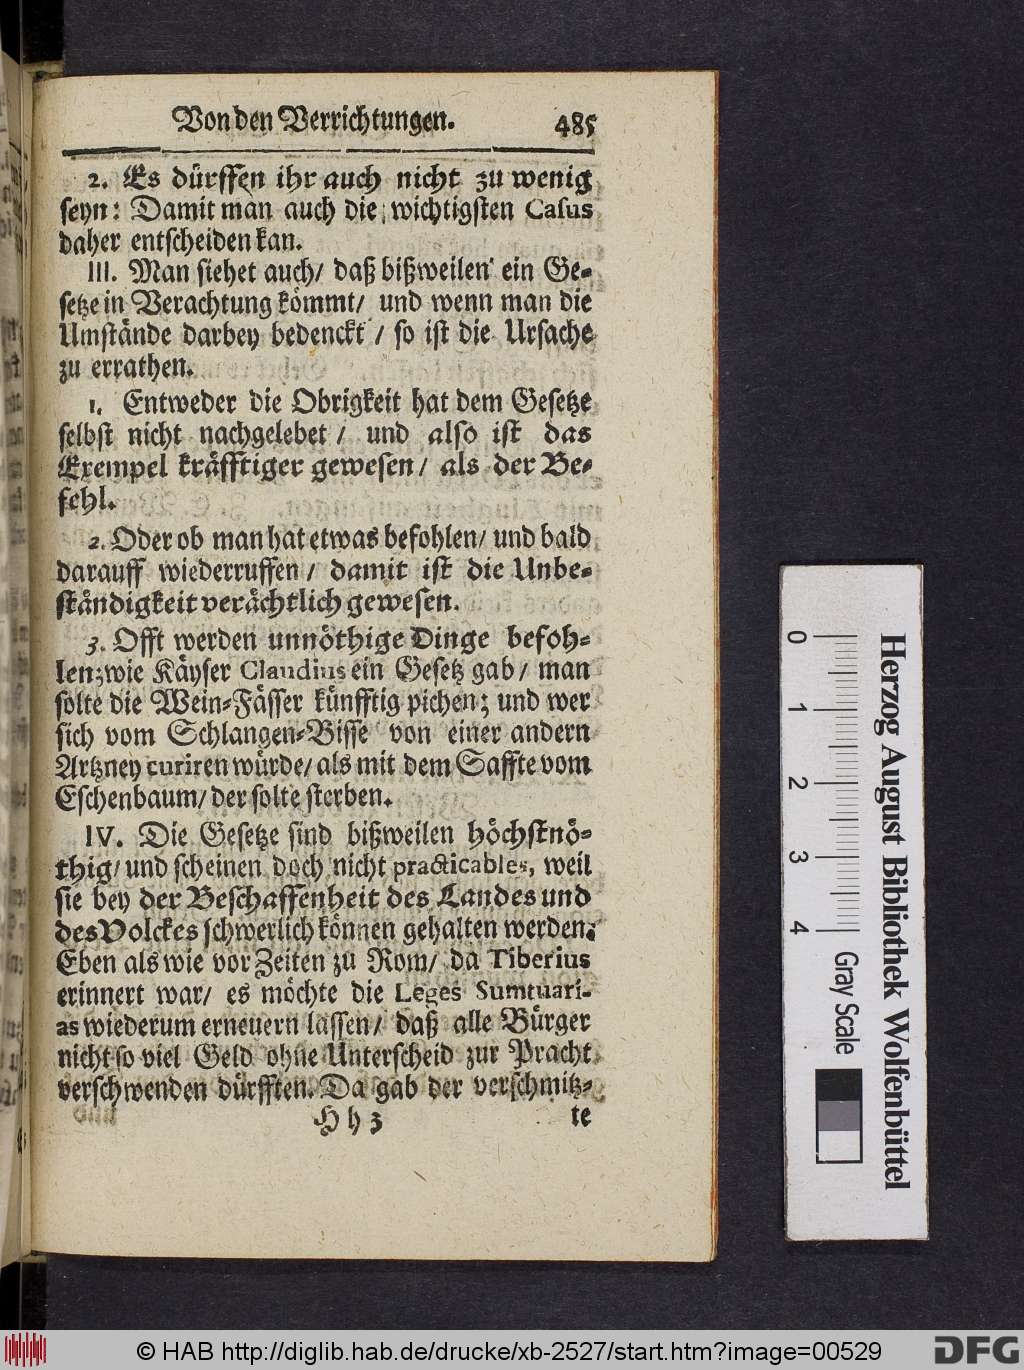 Von den Verrichtungen. 485
2. Es dürffen ihr auch nicht zu wenig
seyn: Damit man auch die wichtigsten Casus
daher entscheiden kan.
III. Man siehet auch/ daß bißweilen ein Ge-
setze in Verachtung kömmt/ und wenn man die
Umstände darbey bedenckt/ so ist die Ursache
zu errathen.
1. Entweder die Obrigkeit hat dem Gesetze
selbst nicht nachgelebet/ und also ist das
Exempel kräfftiger gewesen/ als der Be-
fehl.
2. Oder ob man hat etwas befohlen/ und bald
darauff wiederruffen/ damit ist die Unbe-
ständigkeit verächtlich gewesen.
3. Offt werden unnöthige Dinge befoh-
len; wie Käyser Claudius ein Gesetz gab/ man
solte die Wein-Fässer künfftig pichen; und wer
sich vom Schlangen-Bisse von einer andern
Artzney curiren würde/ als mit dem Saffte vom
Eschenbaum/ der solte sterben.
IV. Die Gesetze sind bißweilen höchstnö-
thig/ und scheinen doch nicht practicables, weil
sie bey der Beschaffenheit des Landes und
des Volckes schwerlich können gehalten werden.
Eben als wie vor Zeiten zu Rom/ da Tiberius
erinnert war/ es möchte die Leges Sumtuari-
as wiederum erneuern lassen/ daß alle Bürger
nicht so viel Geld ohne Unterscheid zur Pracht
verschwenden dürfften. Da gab der verschmitz-
Hh 3 te
0 1 2 3 4
Herzog August Bibliothek Wolfenbüttel
Gray Scale
© HAB http://diglib.hab.de/drucke/xb-2527/start.htm?image=00529
DFG